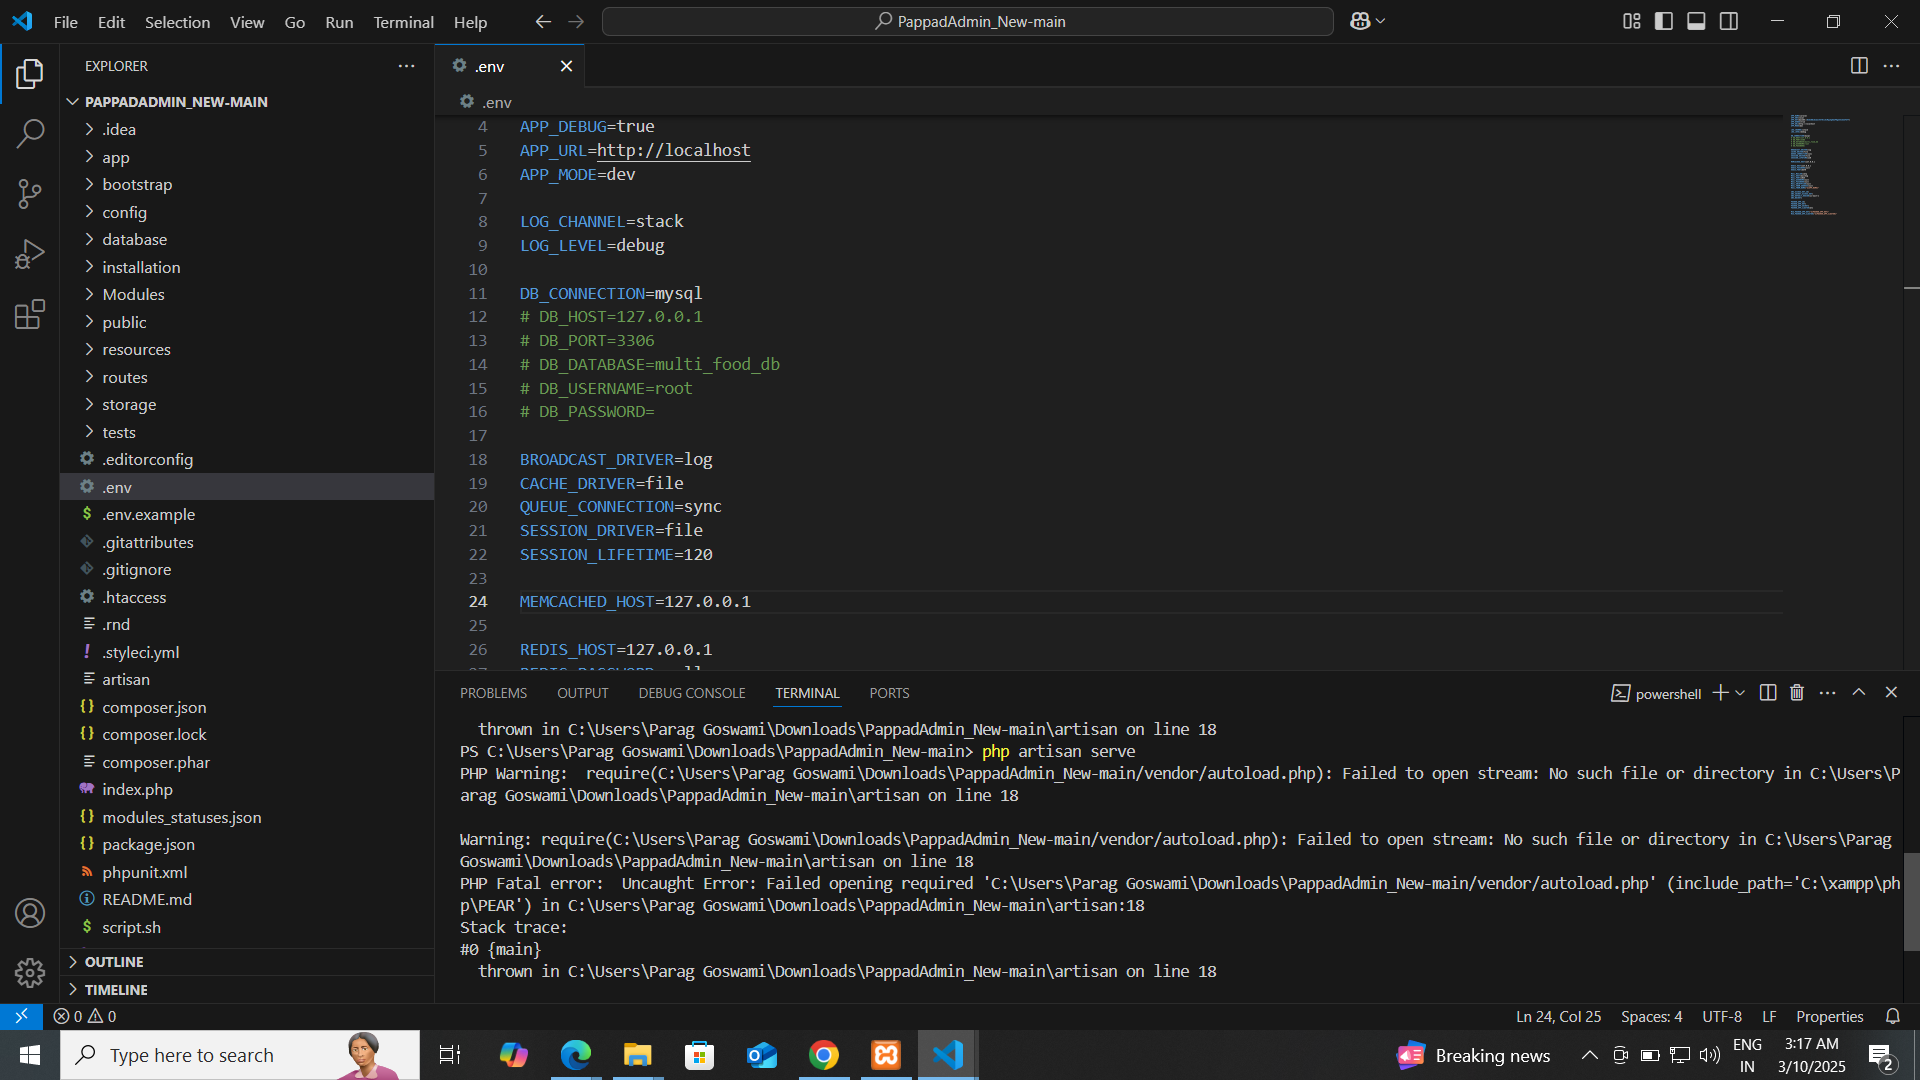 File Edit Selection View Go Run Terminal Help
PappadAdmin_New-main
EXPLORER
PAPPADADMIN_NEW-MAIN
.idea
app
bootstrap
config
database
installation
Modules
public
resources
routes
storage
tests
.editorconfig
.env
$ .env.example
.gitattributes
.gitignore
.htaccess
.rnd
! .styleci.yml
artisan
{} composer.json
{} composer.lock
composer.phar
index.php
{} modules_statuses.json
{} package.json
phpunit.xml
README.md
$ script.sh
OUTLINE
TIMELINE
.env
.env
4 APP_DEBUG=true
5 APP_URL=http://localhost
6 APP_MODE=dev
7
8 LOG_CHANNEL=stack
9 LOG_LEVEL=debug
10
11 DB_CONNECTION=mysql
12 # DB_HOST=127.0.0.1
13 # DB_PORT=3306
14 # DB_DATABASE=multi_food_db
15 # DB_USERNAME=root
16 # DB_PASSWORD=
17
18 BROADCAST_DRIVER=log
19 CACHE_DRIVER=file
20 QUEUE_CONNECTION=sync
21 SESSION_DRIVER=file
22 SESSION_LIFETIME=120
23
24 MEMCACHED_HOST=127.0.0.1
25
26 REDIS_HOST=127.0.0.1
PROBLEMS OUTPUT DEBUG CONSOLE TERMINAL PORTS
powershell
thrown in C:\Users\Parag Goswami\Downloads\PappadAdmin_New-main\artisan on line 18
PS C:\Users\Parag Goswami\Downloads\PappadAdmin_New-main> php artisan serve
PHP Warning:  require(C:\Users\Parag Goswami\Downloads\PappadAdmin_New-main/vendor/autoload.php): Failed to open stream: No such file or directory in C:\Users\P
arag Goswami\Downloads\PappadAdmin_New-main\artisan on line 18
Warning: require(C:\Users\Parag Goswami\Downloads\PappadAdmin_New-main/vendor/autoload.php): Failed to open stream: No such file or directory in C:\Users\Parag
Goswami\Downloads\PappadAdmin_New-main\artisan on line 18
PHP Fatal error:  Uncaught Error: Failed opening required 'C:\Users\Parag Goswami\Downloads\PappadAdmin_New-main/vendor/autoload.php' (include_path='C:\xampp\ph
p\PEAR') in C:\Users\Parag Goswami\Downloads\PappadAdmin_New-main\artisan:18
Stack trace:
#0 {main}
thrown in C:\Users\Parag Goswami\Downloads\PappadAdmin_New-main\artisan on line 18
0 0
Ln 24, Col 25 Spaces: 4 UTF-8 LF Properties
Type here to search
Breaking news
ENG
IN
3:17 AM
3/10/2025
2